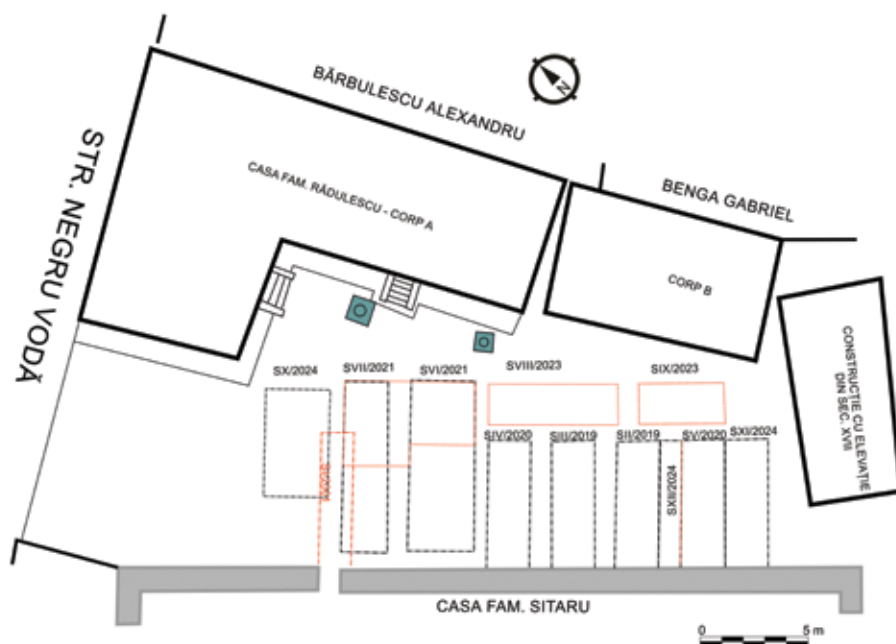 BĂRBULESCU ALEXANDRU
N
STR. NEGRU VODĂ
CASA FAM. RĂDULESCU - CORP A
BENGA GABRIEL
CORP B
CONSTRUCȚIE CU ELEVAȚIE
DIN SEC. XVII
SX/2024
SVII/2021
SVI/2021
SVIII/2023
SIX/2023
SIV/2020
SIII/2019
SII/2019
SV/2020
SXI/2024
SXII/2024
CASA FAM. SITARU
0 5 m